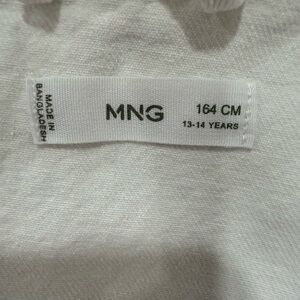 MADE IN
BANGLADESH
MNG
164 CM
13-14 YEARS